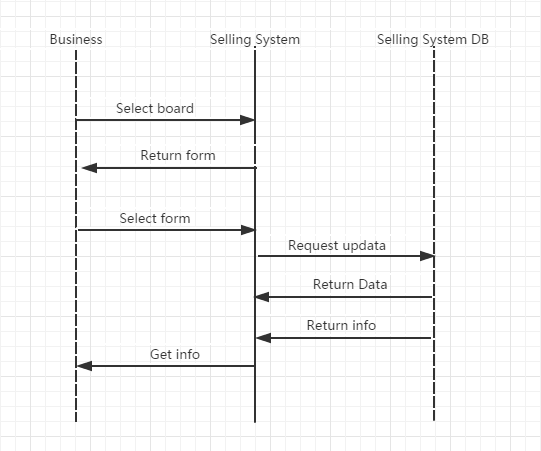 Business
Selling System
Selling System DB
Select board
Return form
Select form
Request updata
Return Data
Return info
Get info